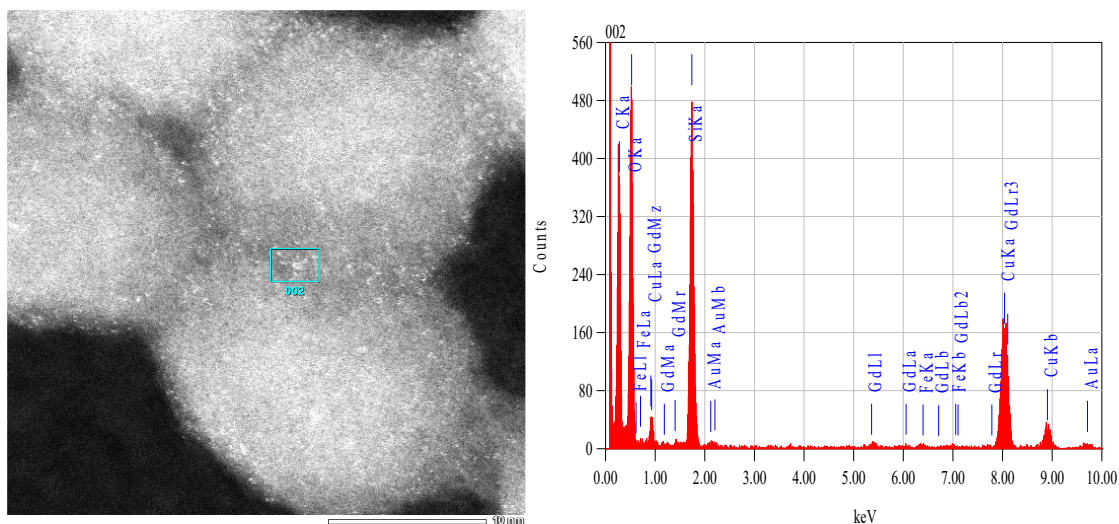 002
10 nm
002
560
480
400
320
240
160
80
0
Counts
CKa
OKa
FeLl
FeLa
CuLa
GdMz
GdMa
GdMr
SiKa
AuMa
AuMb
GdLl
GdLa
FeKa
GdLb
FeKb
GdLb2
GdLr
CuKa
GdLr3
CuKb
AuLa
0.00 1.00 2.00 3.00 4.00 5.00 6.00 7.00 8.00 9.00 10.00
keV